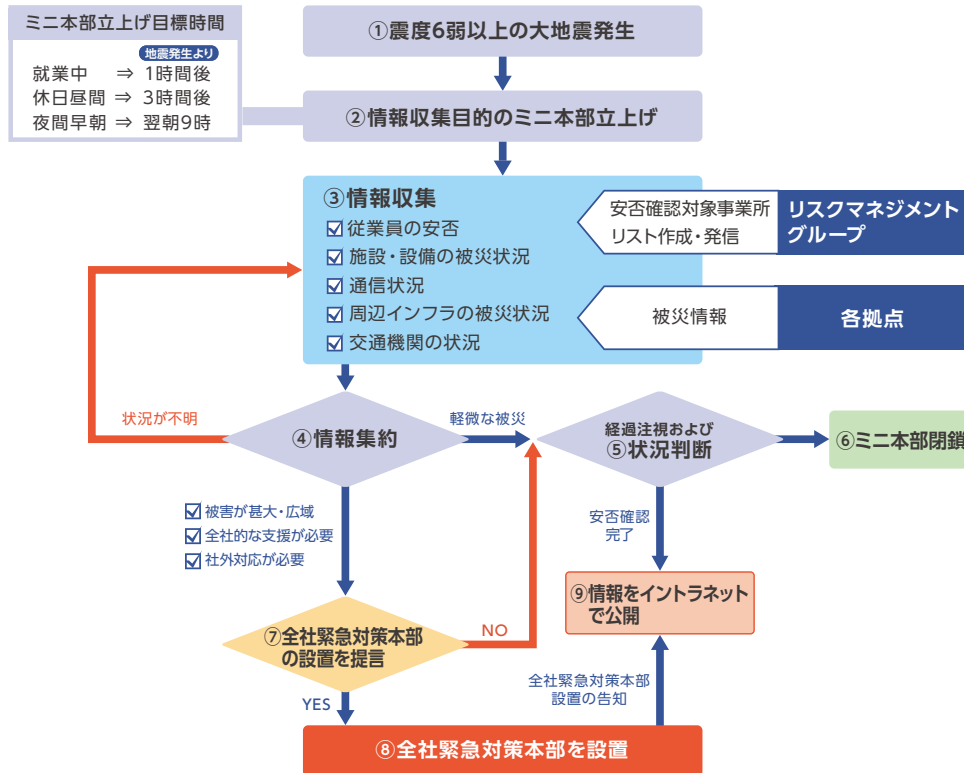 ミニ本部立上げ目標時間
地震発生より
就業中 ⇒ 1時間後
休日昼間 ⇒ 3時間後
夜間早朝 ⇒ 翌朝9時
①震度6弱以上の大地震発生
②情報収集目的のミニ本部立上げ
③情報収集
従業員の安否
施設・設備の被災状況
通信状況
周辺インフラの被災状況
交通機関の状況
安否確認対象事業所
リスト作成・発信
リスクマネジメント
グループ
被災情報
各拠点
状況が不明
④情報集約
軽微な被災
経過注視および
⑤状況判断
⑥ミニ本部閉鎖
被害が甚大・広域
全社的な支援が必要
社外対応が必要
安否確認
完了
⑨情報をイントラネット
で公開
⑦全社緊急対策本部
の設置を提言
NO
YES
全社緊急対策本部
設置の告知
⑧全社緊急対策本部を設置